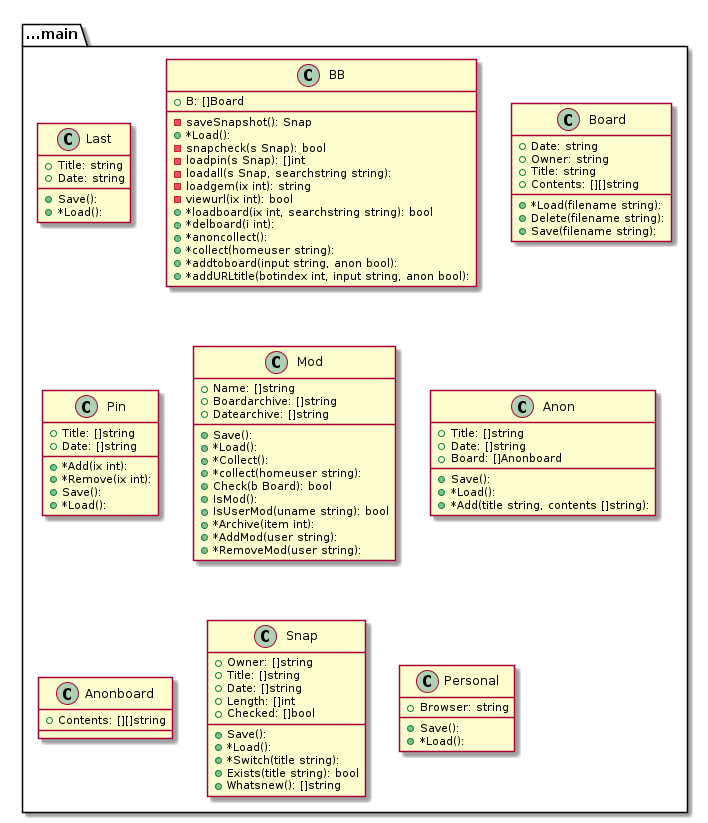 ...main
C Last
Title: string
Date: string
Save():
*Load():
C BB
B: []Board
saveSnapshot(): Snap
*Load():
snapcheck(s Snap): bool
loadpin(s Snap): []int
loadall(s Snap, searchstring string):
loadgem(ix int): string
viewurl(ix int): bool
*loadboard(ix int, searchstring string): bool
*delboard(i int):
*anoncollect():
*collect(homeuser string):
*addtoboard(input string, anon bool):
*addURLtitle(botindex int, input string, anon bool):
C Board
Date: string
Owner: string
Title: string
Contents: [][]string
*Load(filename string):
Delete(filename string):
Save(filename string):
C Pin
Title: []string
Date: []string
*Add(ix int):
*Remove(ix int):
Save():
*Load():
C Mod
Name: []string
Boardarchive: []string
Datearchive: []string
Save():
*Load():
*Collect():
*collect(homeuser string):
Check(b Board): bool
IsMod():
IsUserMod(uname string): bool
*Archive(item int):
*AddMod(user string):
*RemoveMod(user string):
C Anon
Title: []string
Date: []string
Board: []Anonboard
Save():
*Load():
*Add(title string, contents []string):
C Anonboard
Contents: [][]string
C Snap
Owner: []string
Title: []string
Date: []string
Length: []int
Checked: []bool
Save():
*Load():
*Switch(title string):
Exists(title string): bool
Whatsnew(): []string
C Personal
Browser: string
Save():
*Load():